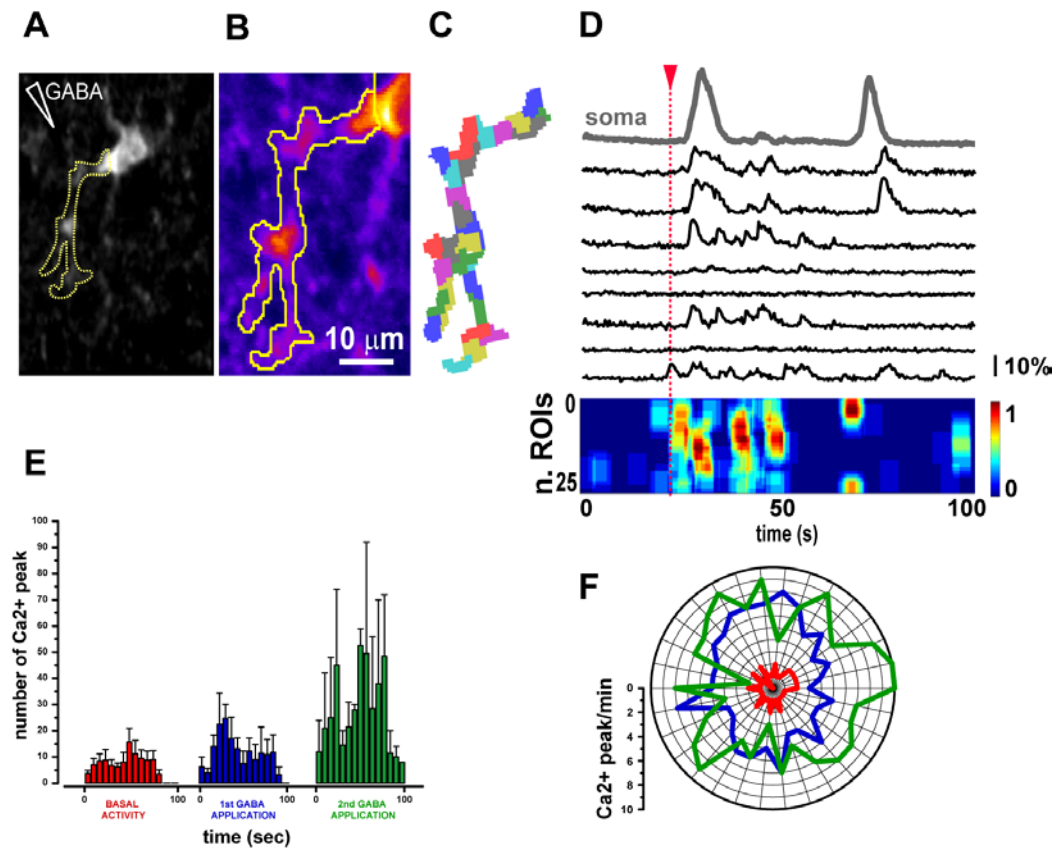 A
B
C
D
GABA
10 μm
soma
10%
n. ROIs
0
25
1
0
0
50
100
time (s)
E
number of Ca2+ peak
100
90
80
70
60
50
40
30
20
10
0
0
100
0
100
0
100
BASAL
ACTIVITY
1st GABA
APPLICATION
2nd GABA
APPLICATION
time (sec)
F
Ca2+ peak/min
0
2
4
6
8
10